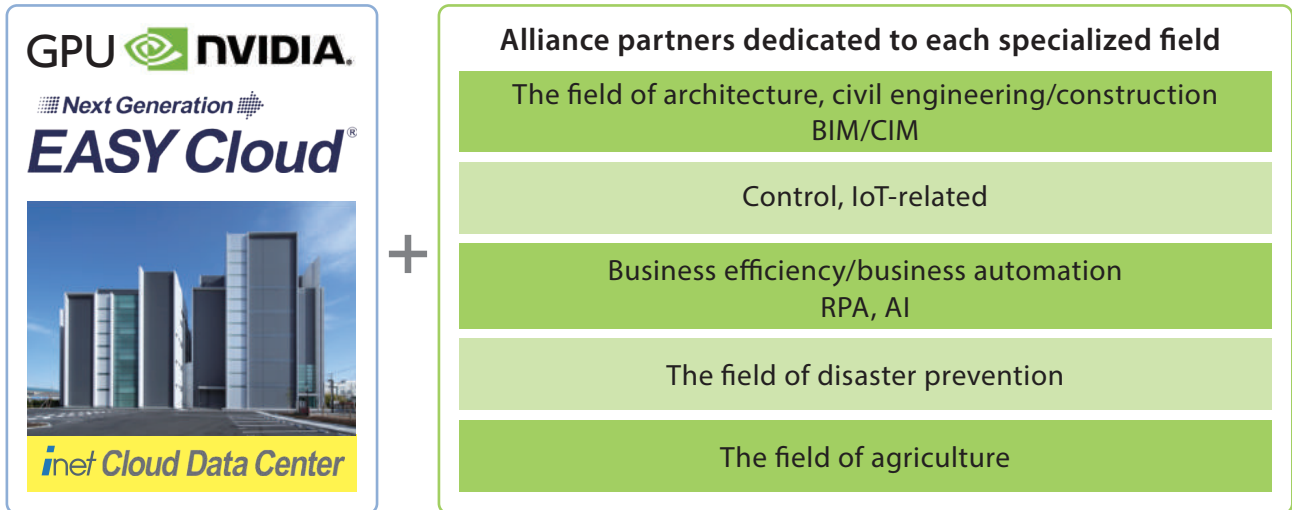 GPU NVIDIA.
Next Generation
EASY Cloud®
inet Cloud Data Center
+
Alliance partners dedicated to each specialized field
The field of architecture, civil engineering/construction
BIM/CIM
Control, IoT-related
Business efficiency/business automation
RPA, AI
The field of disaster prevention
The field of agriculture